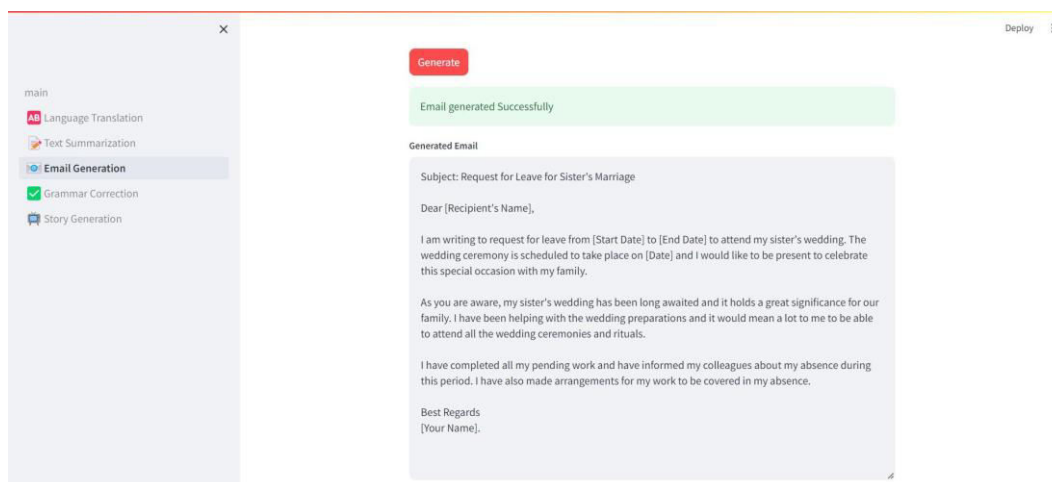 Deploy
main
Language Translation
Text Summarization
Email Generation
Grammar Correction
Story Generation
Generate
Email generated Successfully
Generated Email
Subject: Request for Leave for Sister's Marriage
Dear [Recipient's Name],
I am writing to request for leave from [Start Date] to [End Date] to attend my sister's wedding. The
wedding ceremony is scheduled to take place on [Date] and I would like to be present to celebrate
this special occasion with my family.
As you are aware, my sister's wedding has been long awaited and it holds a great significance for our
family. I have been helping with the wedding preparations and it would mean a lot to me to be able
to attend all the wedding ceremonies and rituals.
I have completed all my pending work and have informed my colleagues about my absence during
this period. I have also made arrangements for my work to be covered in my absence.
Best Regards
[Your Name].